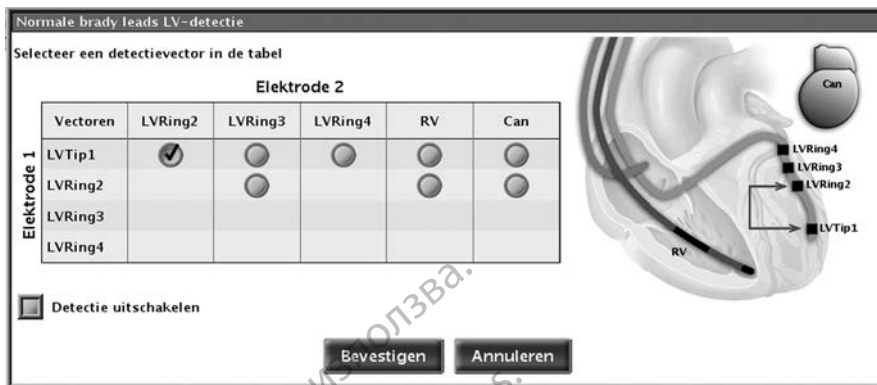 Normale brady leads LV-detectie
Selecteer een detectievector in de tabel
Elektrode 2
Elektrode 1
Vectoren LVRing2 LVRing3 LVRing4 RV Can
LVTip1
LVRing2
LVRing3
LVRing4
Detectie uitschakelen
Bevestigen Annuleren
Can
LVRing4
LVRing3
LVRing2
LVTip1
RV